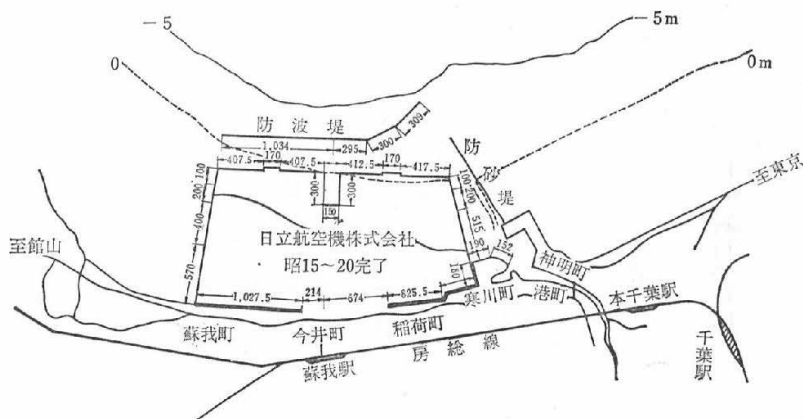 －5
－5m
0
0m
防波堤
309
300
1,034
295
防砂堤
407.5
170
407.5
412.5
170
417.5
100
200
400
570
300
300
150
100
200
515
190
152
180
至東京
至館山
日立航空機株式会社
昭15～20完了
神明町
1,027.5
214
674
625.5
寒川町
港町
本千葉駅
蘇我町
今井町
稲荷町
蘇我駅
房総線
千葉駅